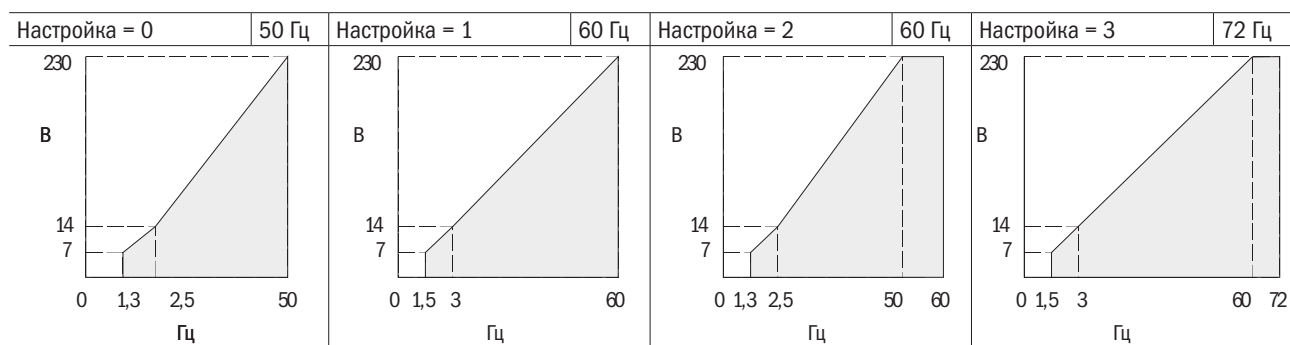 Настройка = 0 50 Гц Настройка = 1 60 Гц Настройка = 2 60 Гц Настройка = 3 72 Гц
230 230 230 230
В В В В
14 14 14 14
7 7 7 7
0 1,3 2,5 50 0 1,5 3 60 0 1,3 2,5 50 60 0 1,5 3 60 72
Гц Гц Гц Гц